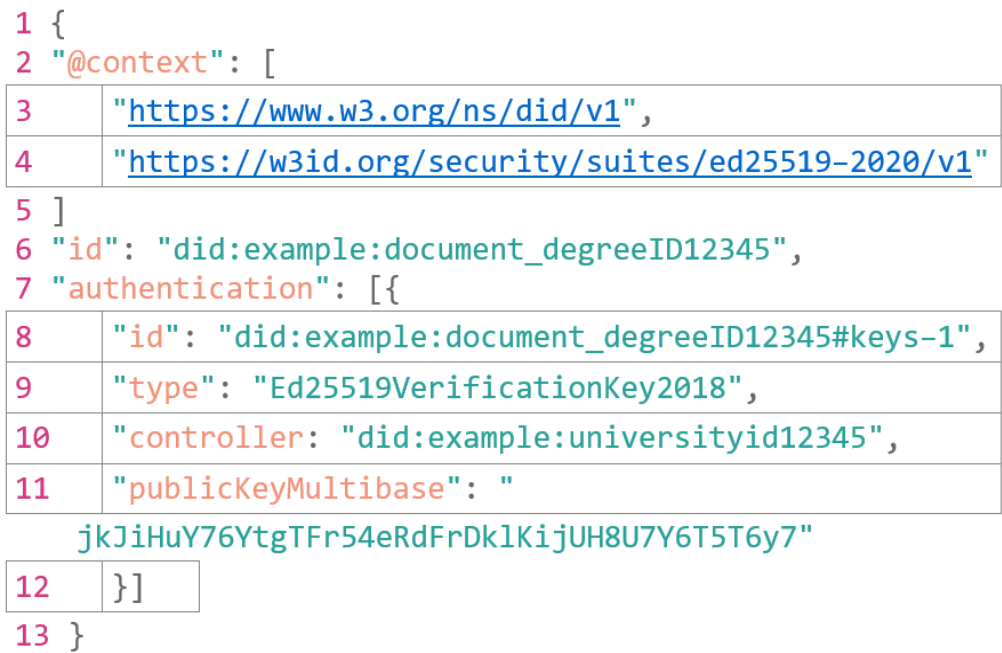 1 {
2 "@context": [
3 "https://www.w3.org/ns/did/v1",
4 "https://w3id.org/security/suites/ed25519–2020/v1"
5 ]
6 "id": "did:example:document_degreeID12345",
7 "authentication": [{
8 "id": "did:example:document_degreeID12345#keys–1",
9 "type": "Ed25519VerificationKey2018",
10 "controller: "did:example:universityid12345",
11 "publicKeyMultibase": "
jkJiHuY76YtgTFr54eRdFrDklKijUH8U7Y6T5T6y7"
12 }]
13 }